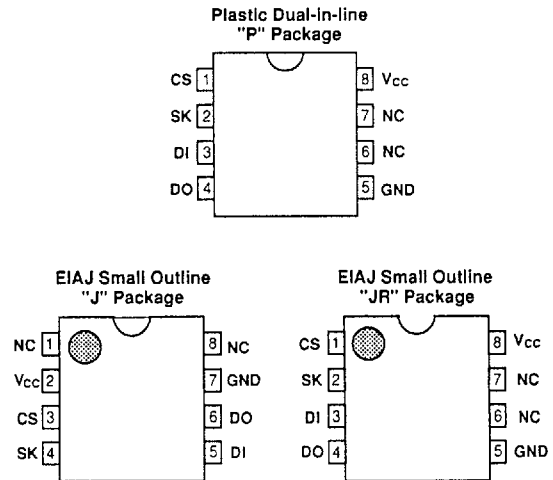 Plastic Dual-in-line
"P" Package
CS 1 8 Vcc
SK 2 7 NC
DI 3 6 NC
DO 4 5 GND
EIAJ Small Outline
"J" Package
NC 1 8 NC
Vcc 2 7 GND
CS 3 6 DO
SK 4 5 DI
EIAJ Small Outline
"JR" Package
CS 1 8 Vcc
SK 2 7 NC
DI 3 6 NC
DO 4 5 GND